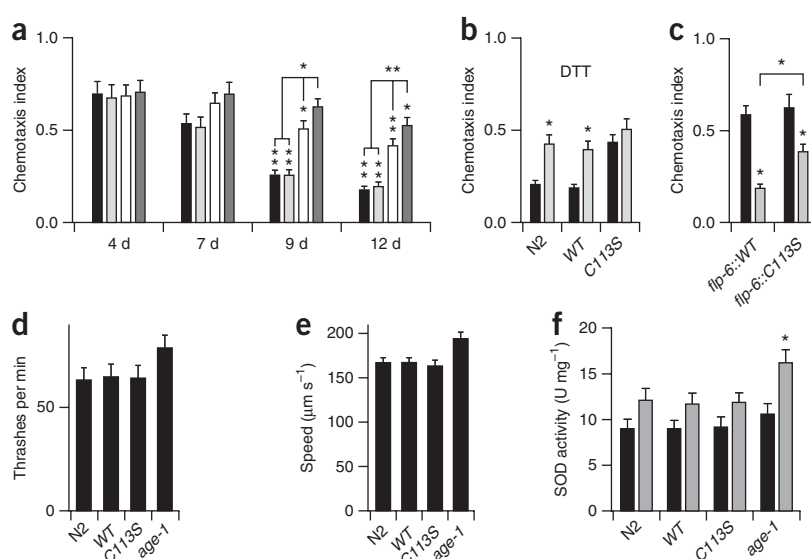 a
Chemotaxis index
1.0
0.5
0.0
4 d 7 d 9 d 12 d
*
* *
* *
*
**
* *
* *
* *
*
b
Chemotaxis index
1.0
0.5
0.0
DTT
*
*
N2 WT C113S
c
Chemotaxis index
1.0
0.5
0.0
*
*
*
flp-6::WT flp-6::C113S
d
Thrashes per min
50
0
N2 WT C113S age-1
e
Speed (μm s⁻¹)
200
150
100
50
0
N2 WT C113S age-1
f
SOD activity (U mg⁻¹)
20
15
10
5
0
*
N2 WT C113S age-1